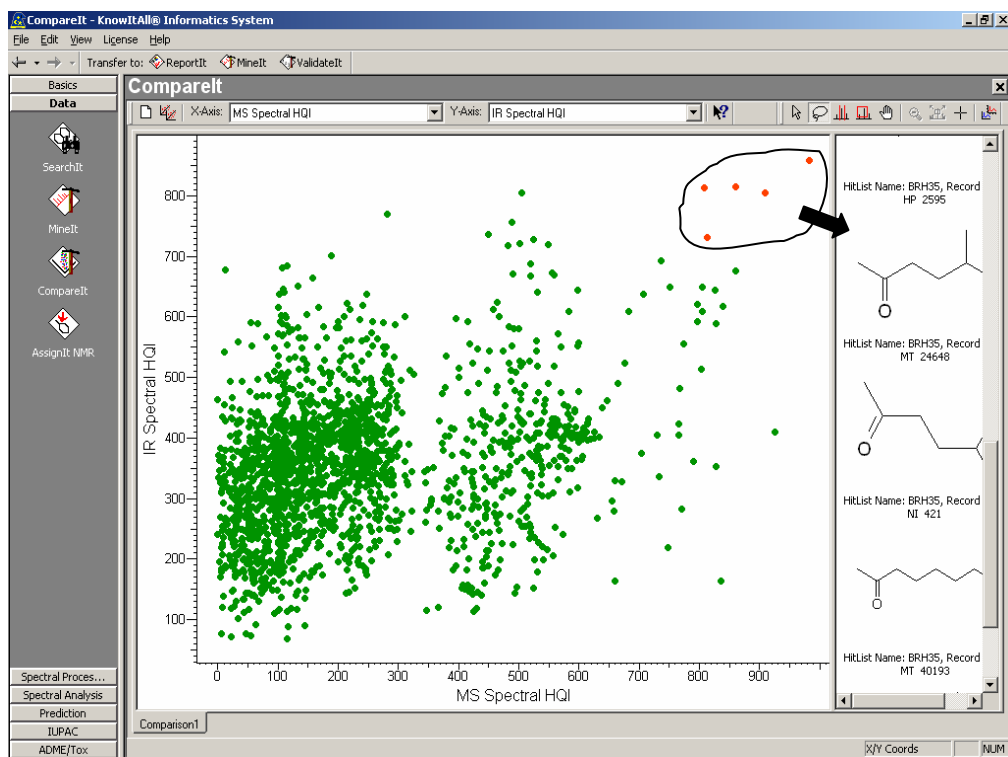 CompareIt - KnowItAll® Informatics System
File Edit View License Help
Transfer to: ReportIt MineIt ValidateIt
Basics
Data
SearchIt
MineIt
CompareIt
AssignIt NMR
Spectral Proces...
Spectral Analysis
Prediction
IUPAC
ADME/Tox
CompareIt
X-Axis: MS Spectral HQI Y-Axis: IR Spectral HQI
IR Spectral HQI
800
700
600
500
400
300
200
100
0 100 200 300 400 500 600 700 800 900
MS Spectral HQI
HitList Name: BRH35, Record
HP 2595
O
HitList Name: BRH35, Record
MT 24648
O
HitList Name: BRH35, Record
NI 421
O
HitList Name: BRH35, Record
MT 40193
Comparison1
X/Y Coords NUM